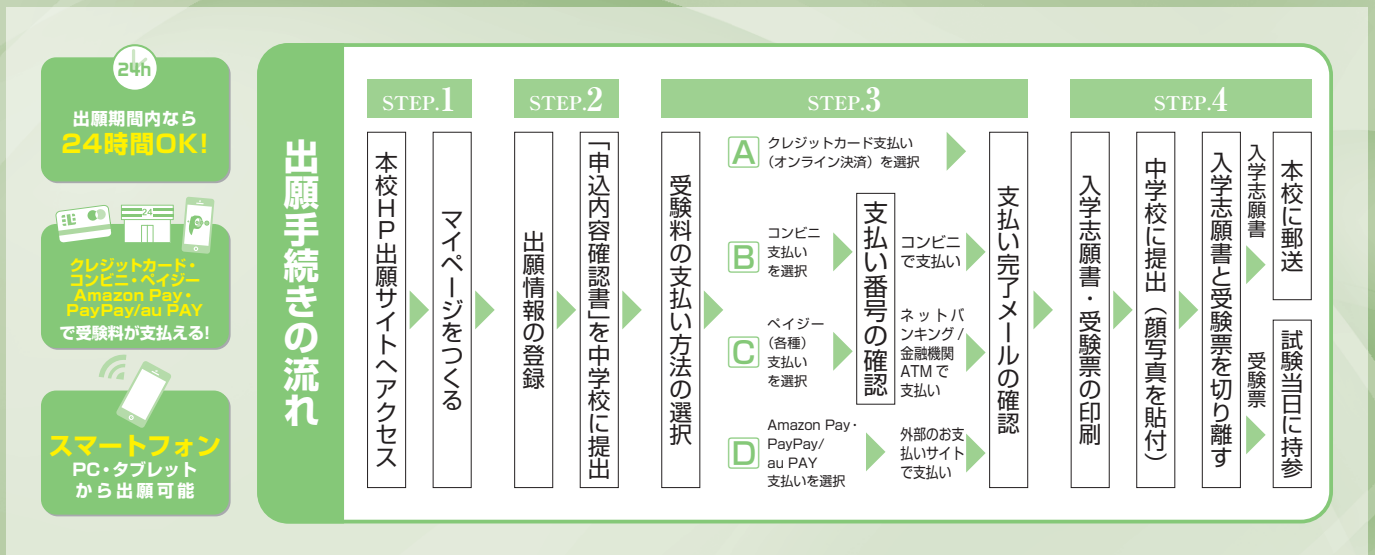 24h
出願期間内なら
24時間OK!
24
クレジットカード・
コンビニ・ペイジー
Amazon Pay・
PayPay/au PAY
で受験料が支払える!
スマートフォン
PC・タブレット
から出願可能
出願手続きの流れ
STEP.1
本校HP出願サイトへアクセス
マイページをつくる
STEP.2
出願情報の登録
「申込内容確認書」を中学校に提出
STEP.3
受験料の支払い方法の選択
A
クレジットカード支払い
(オンライン決済)を選択
B
コンビニ
支払い
を選択
C
ペイジー
(各種)
支払い
を選択
支払い番号の確認
コンビニ
で支払い
ネットバ
ンキング/
金融機関
ATMで
支払い
D
Amazon Pay・
PayPay/
au PAY
支払いを選択
外部のお支
払いサイト
で支払い
支払い完了メールの確認
STEP.4
入学志願書・受験票の印刷
中学校に提出(顔写真を貼付)
入学志願書と受験票を切り離す
入学志願書
本校に郵送
受験票
試験当日に持参